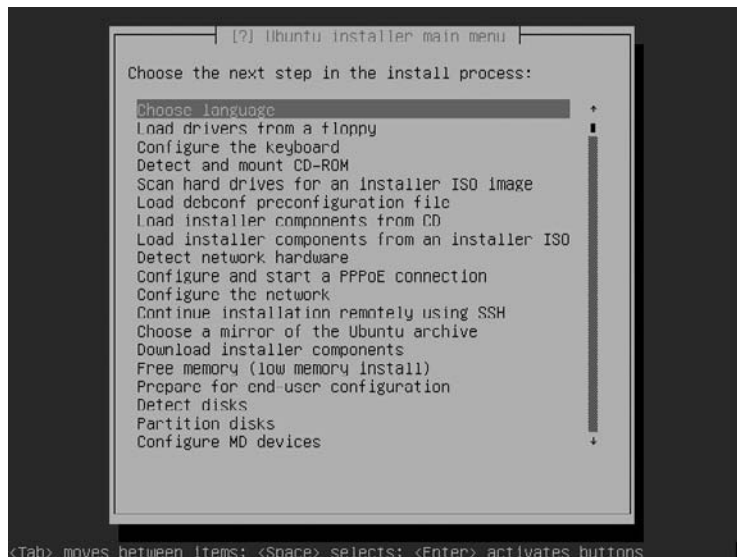 [?] Ubuntu installer main menu
Choose the next step in the install process:
Choose language
Load drivers from a floppy
Configure the keyboard
Detect and mount CD-ROM
Scan hard drives for an installer ISO image
Load debconf preconfiguration file
Load installer components from CD
Load installer components from an installer ISO
Detect network hardware
Configure and start a PPPoE connection
Configure the network
Continue installation remotely using SSH
Choose a mirror of the Ubuntu archive
Download installer components
Free memory (low memory install)
Prepare for end-user configuration
Detect disks
Partition disks
Configure MD devices
<Tab> moves between items; <Space> selects; <Enter> activates buttons